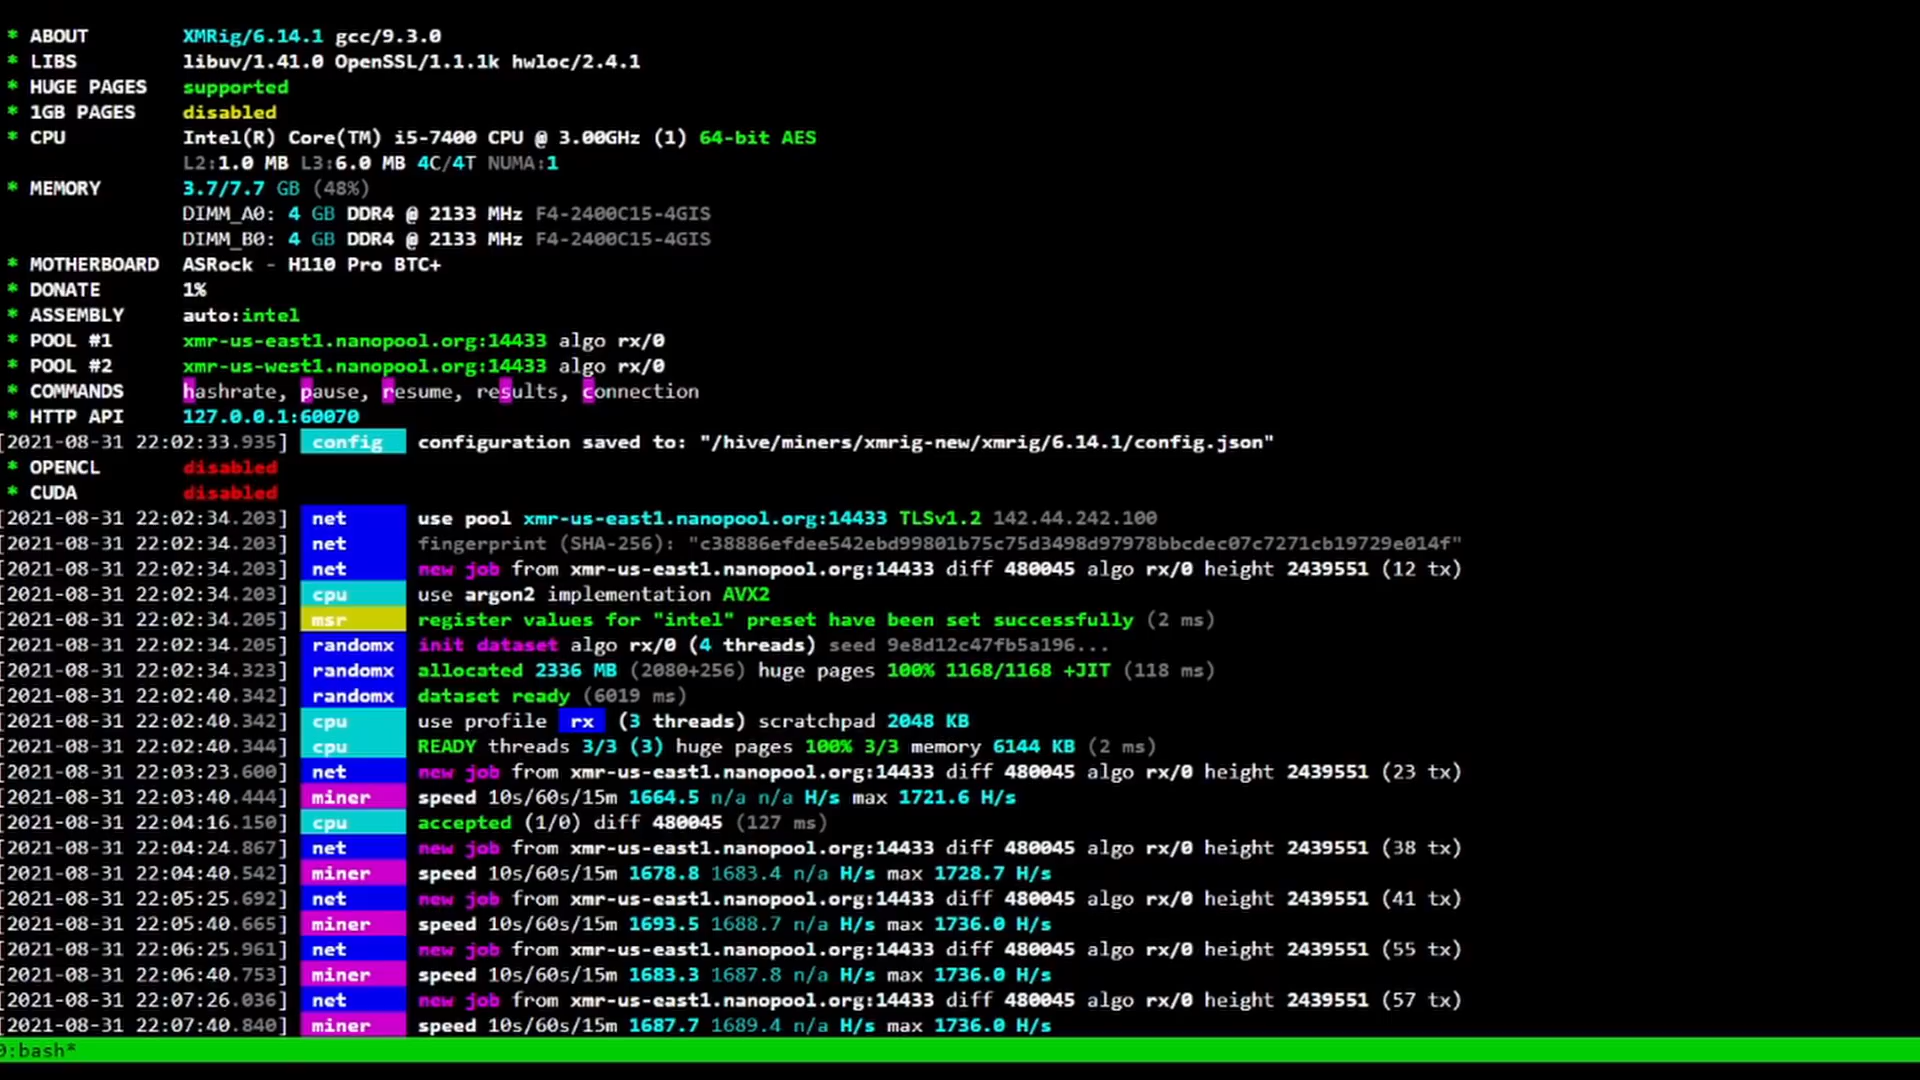 * ABOUT XMRig/6.14.1 gcc/9.3.0
* LIBS libuv/1.41.0 OpenSSL/1.1.1k hwloc/2.4.1
* HUGE PAGES supported
* 1GB PAGES disabled
* CPU Intel(R) Core(TM) i5-7400 CPU @ 3.00GHz (1) 64-bit AES
L2:1.0 MB L3:6.0 MB 4C/4T NUMA:1
* MEMORY 3.7/7.7 GB (48%)
DIMM_A0: 4 GB DDR4 @ 2133 MHz F4-2400C15-4GIS
DIMM_B0: 4 GB DDR4 @ 2133 MHz F4-2400C15-4GIS
* MOTHERBOARD ASRock - H110 Pro BTC+
* DONATE 1%
* ASSEMBLY auto:intel
* POOL #1 xmr-us-east1.nanopool.org:14433 algo rx/0
* POOL #2 xmr-us-west1.nanopool.org:14433 algo rx/0
* COMMANDS hashrate, pause, resume, results, connection
* HTTP API 127.0.0.1:60070
[2021-08-31 22:02:33.935] config configuration saved to: "/hive/miners/xmrig-new/xmrig/6.14.1/config.json"
* OPENCL disabled
* CUDA disabled
[2021-08-31 22:02:34.203] net use pool xmr-us-east1.nanopool.org:14433 TLSv1.2 142.44.242.100
[2021-08-31 22:02:34.203] net fingerprint (SHA-256): "c38886efdee542ebd99801b75c75d3498d97978bbcdec07c7271cb19729e014f"
[2021-08-31 22:02:34.203] net new job from xmr-us-east1.nanopool.org:14433 diff 480045 algo rx/0 height 2439551 (12 tx)
[2021-08-31 22:02:34.203] cpu use argon2 implementation AVX2
[2021-08-31 22:02:34.205] msr register values for "intel" preset have been set successfully (2 ms)
[2021-08-31 22:02:34.205] randomx init dataset algo rx/0 (4 threads) seed 9e8d12c47fb5a196...
[2021-08-31 22:02:34.323] randomx allocated 2336 MB (2080+256) huge pages 100% 1168/1168 +JIT (118 ms)
[2021-08-31 22:02:40.342] randomx dataset ready (6019 ms)
[2021-08-31 22:02:40.342] cpu use profile rx (3 threads) scratchpad 2048 KB
[2021-08-31 22:02:40.344] cpu READY threads 3/3 (3) huge pages 100% 3/3 memory 6144 KB (2 ms)
[2021-08-31 22:03:23.600] net new job from xmr-us-east1.nanopool.org:14433 diff 480045 algo rx/0 height 2439551 (23 tx)
[2021-08-31 22:03:40.444] miner speed 10s/60s/15m 1664.5 n/a n/a H/s max 1721.6 H/s
[2021-08-31 22:04:16.150] cpu accepted (1/0) diff 480045 (127 ms)
[2021-08-31 22:04:24.867] net new job from xmr-us-east1.nanopool.org:14433 diff 480045 algo rx/0 height 2439551 (38 tx)
[2021-08-31 22:04:40.542] miner speed 10s/60s/15m 1678.8 1683.4 n/a H/s max 1728.7 H/s
[2021-08-31 22:05:25.692] net new job from xmr-us-east1.nanopool.org:14433 diff 480045 algo rx/0 height 2439551 (41 tx)
[2021-08-31 22:05:40.665] miner speed 10s/60s/15m 1693.5 1688.7 n/a H/s max 1736.0 H/s
[2021-08-31 22:06:25.961] net new job from xmr-us-east1.nanopool.org:14433 diff 480045 algo rx/0 height 2439551 (55 tx)
[2021-08-31 22:06:40.753] miner speed 10s/60s/15m 1683.3 1687.8 n/a H/s max 1736.0 H/s
[2021-08-31 22:07:26.036] net new job from xmr-us-east1.nanopool.org:14433 diff 480045 algo rx/0 height 2439551 (57 tx)
[2021-08-31 22:07:40.840] miner speed 10s/60s/15m 1687.7 1689.4 n/a H/s max 1736.0 H/s
0:bash*